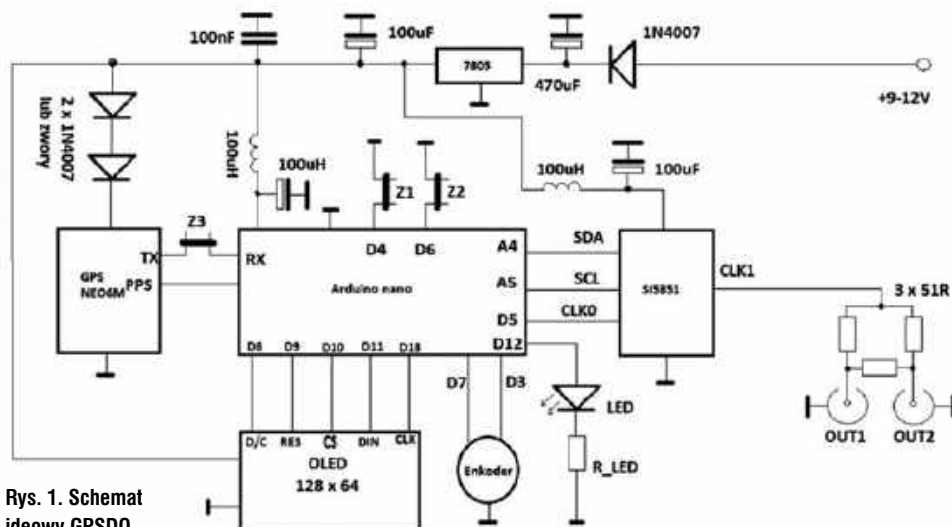 100nF
100uF
7805
470uF
1N4007
+9-12V
2 x 1N4007
lub zwory
100uH
100uH
Z1
Z2
100uH
100uF
Z3
D4
D6
TX
RX
PPS
GPS
NEO6M
Arduino nano
A4
SDA
A5
SCL
D5
CLK0
D12
SI5851
CLK1
3 x 51R
D8
D9
D10
D11
D18
D7
D3
D/C
RES
CS
DIN
CLK
OLED
128 x 64
Enkoder
LED
R_LED
OUT1
OUT2
Rys. 1. Schemat
ideowy GPSDO